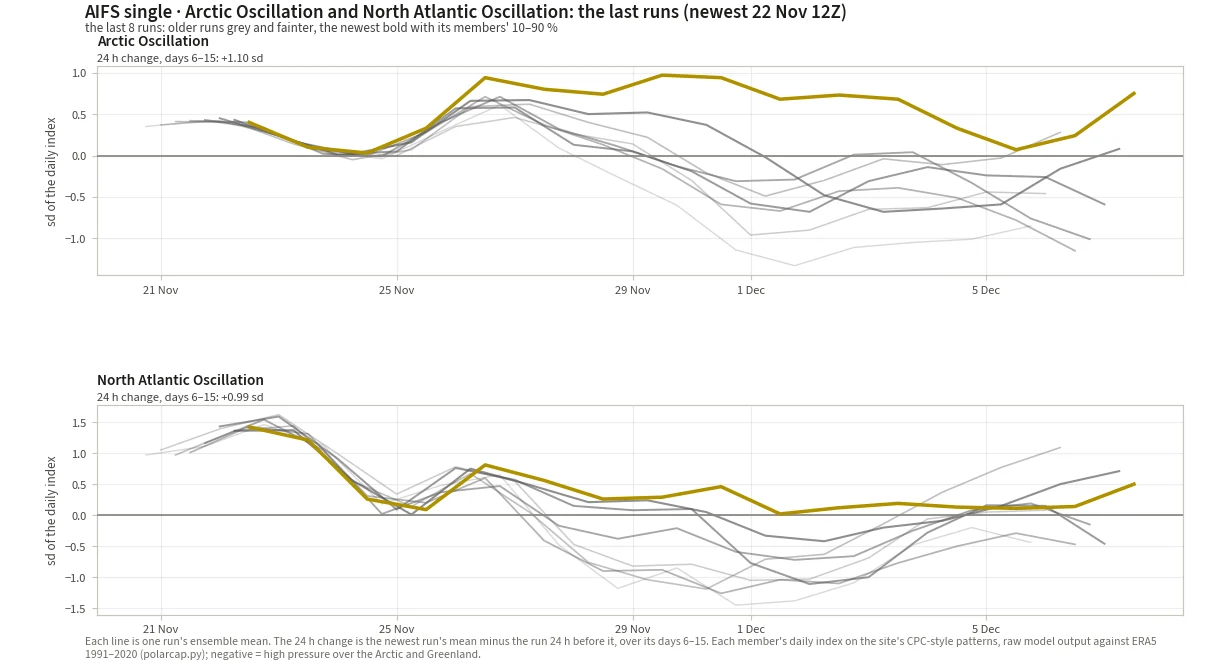 AIFS single · Arctic Oscillation and North Atlantic Oscillation: the last runs (newest 22 Nov 12Z)
the last 8 runs: older runs grey and fainter, the newest bold with its members' 10–90 %
Arctic Oscillation
24 h change, days 6–15: +1.10 sd
sd of the daily index
1.0
0.5
0.0
−0.5
−1.0
21 Nov
25 Nov
29 Nov
1 Dec
5 Dec
North Atlantic Oscillation
24 h change, days 6–15: +0.99 sd
sd of the daily index
1.5
1.0
0.5
0.0
−0.5
−1.0
−1.5
21 Nov
25 Nov
29 Nov
1 Dec
5 Dec
Each line is one run's ensemble mean. The 24 h change is the newest run's mean minus the run 24 h before it, over its days 6–15. Each member's daily index on the site's CPC-style patterns, raw model output against ERA5
1991–2020 (polarcap.py); negative = high pressure over the Arctic and Greenland.